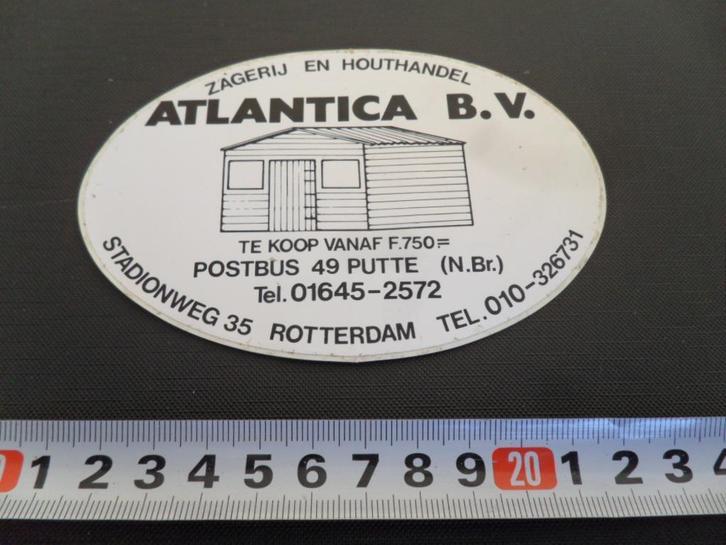 ZAGERIJ EN HOUTHANDEL
ATLANTICA B.V.
TE KOOP VANAF F.750=
POSTBUS 49 PUTTE (N.Br.)
Tel. 01645-2572
STADIONWEG 35 ROTTERDAM TEL. 010-326731
1 2 3 4 5 6 7 8 9 20 1 2 3 4